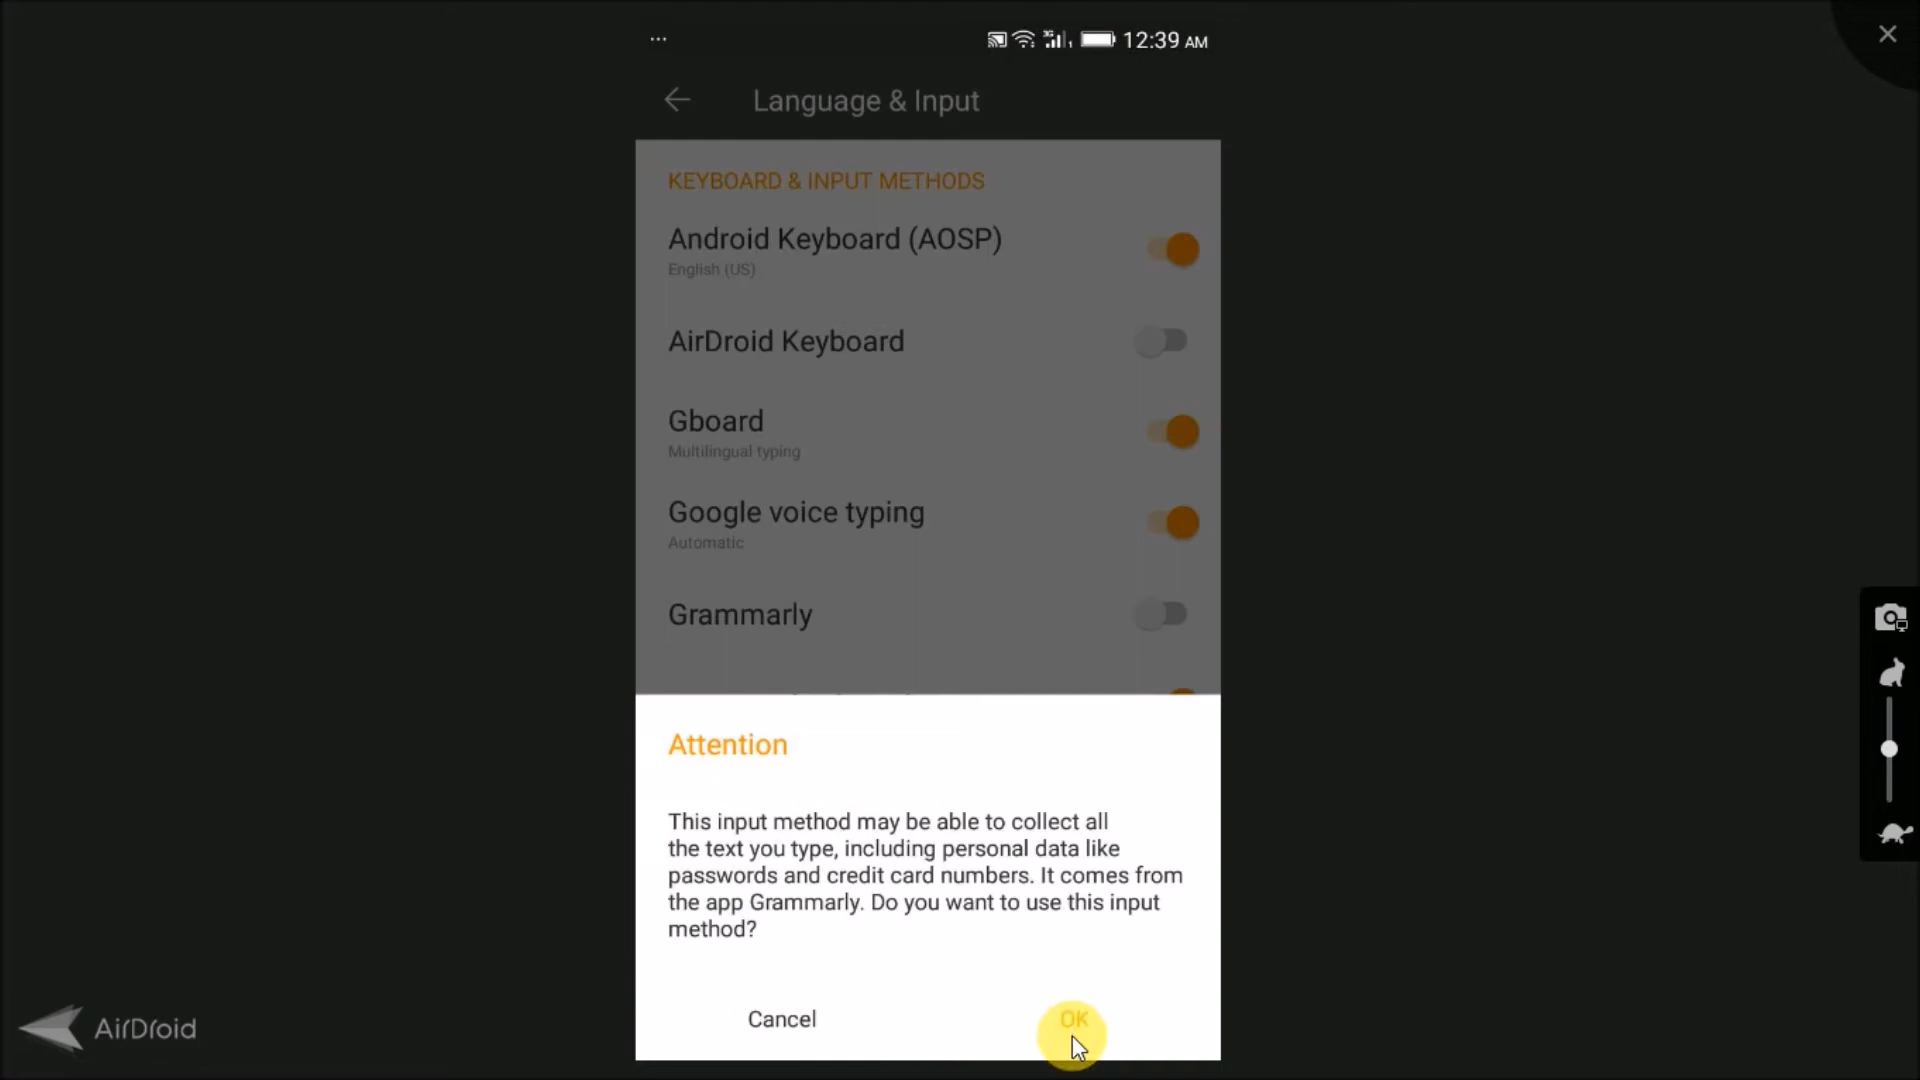 ...
12:39 AM
Language & Input
KEYBOARD & INPUT METHODS
Android Keyboard (AOSP)
English (US)
AirDroid Keyboard
Gboard
Multilingual typing
Google voice typing
Automatic
Grammarly
Attention
This input method may be able to collect all
the text you type, including personal data like
passwords and credit card numbers. It comes from
the app Grammarly. Do you want to use this input
method?
Cancel
OK
AirDroid